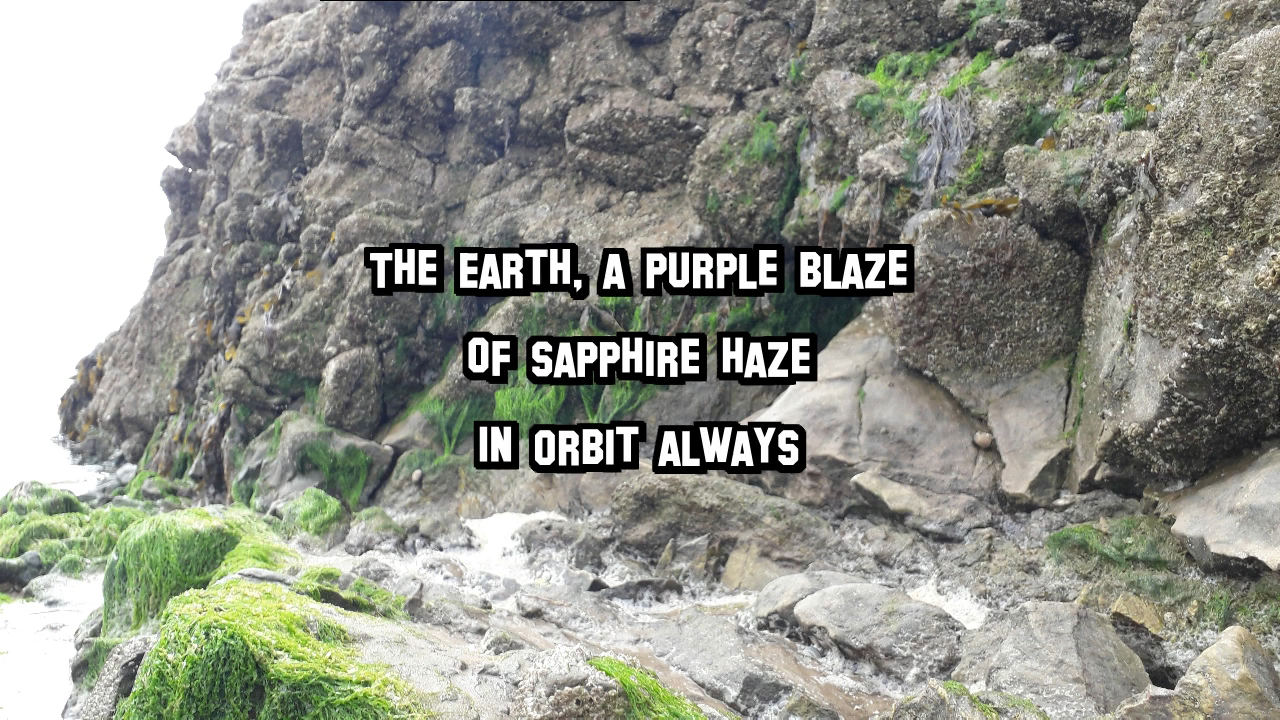 THE EARTH, A PURPLE BLAZE
OF SAPPHIRE HAZE
IN ORBIT ALWAYS